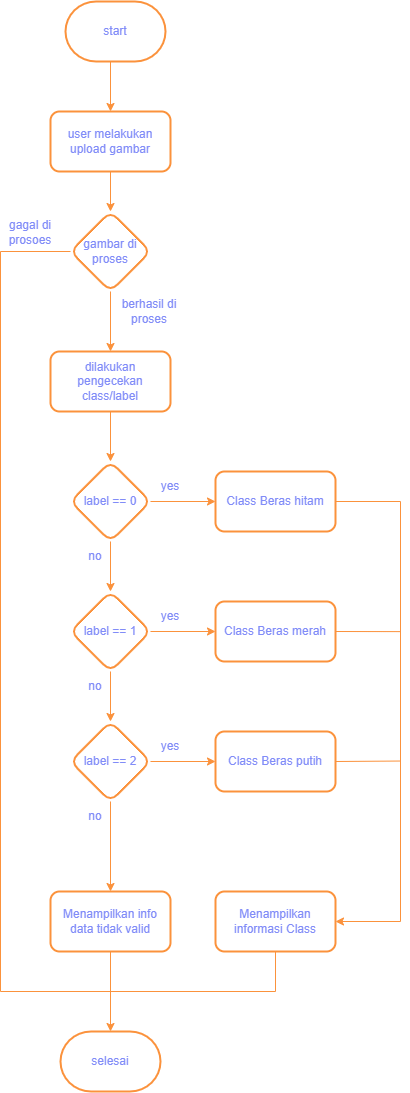 start
user melakukan
upload gambar
gagal di
prosoes
gambar di
proses
berhasil di
proses
dilakukan
pengecekan
class/label
label == 0
yes
Class Beras hitam
no
label == 1
yes
Class Beras merah
no
label == 2
yes
Class Beras putih
no
Menampilkan info
data tidak valid
Menampilkan
informasi Class
selesai